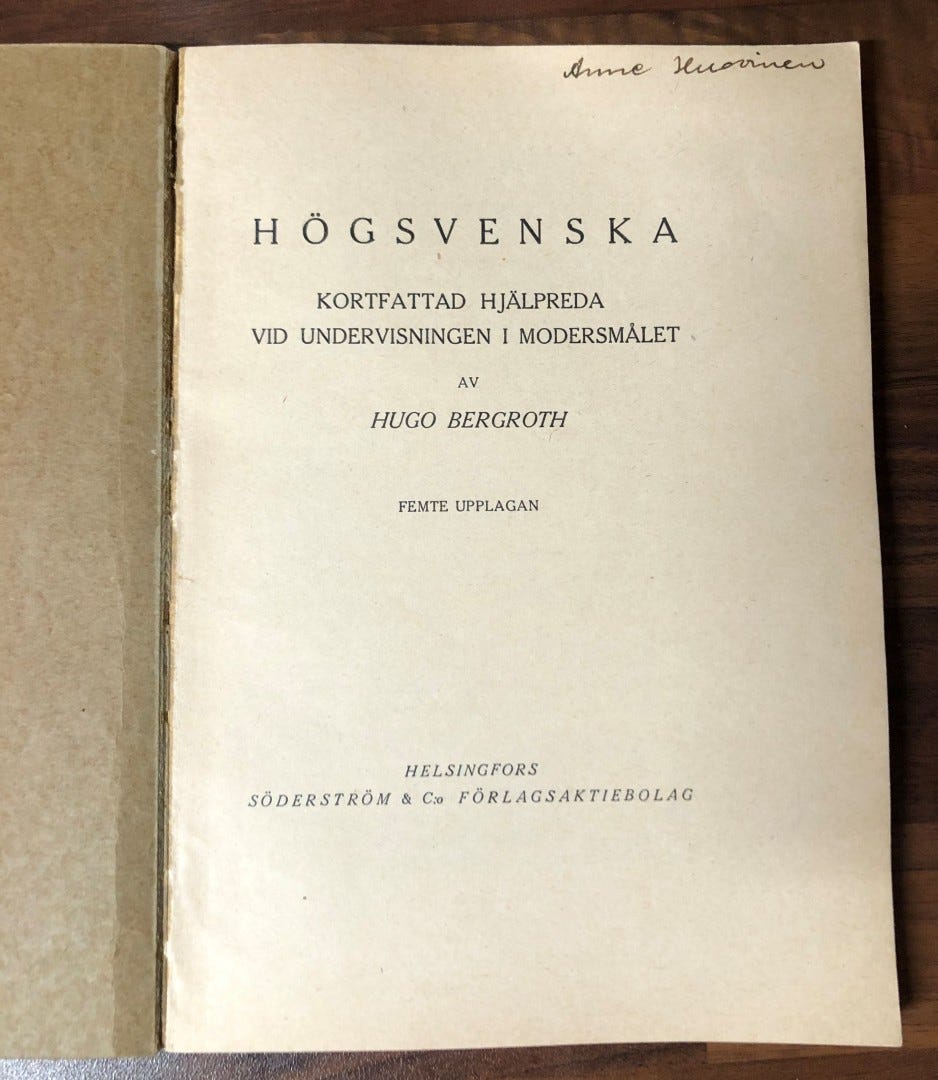 Anne Huovinen
HÖGSVENSKA
KORTFATTAD HJÄLPREDA
VID UNDERVISNINGEN I MODERSMÅLET
AV
HUGO BERGROTH
FEMTE UPPLAGAN
HELSINGFORS
SÖDERSTRÖM & C:o FÖRLAGSAKTIEBOLAG